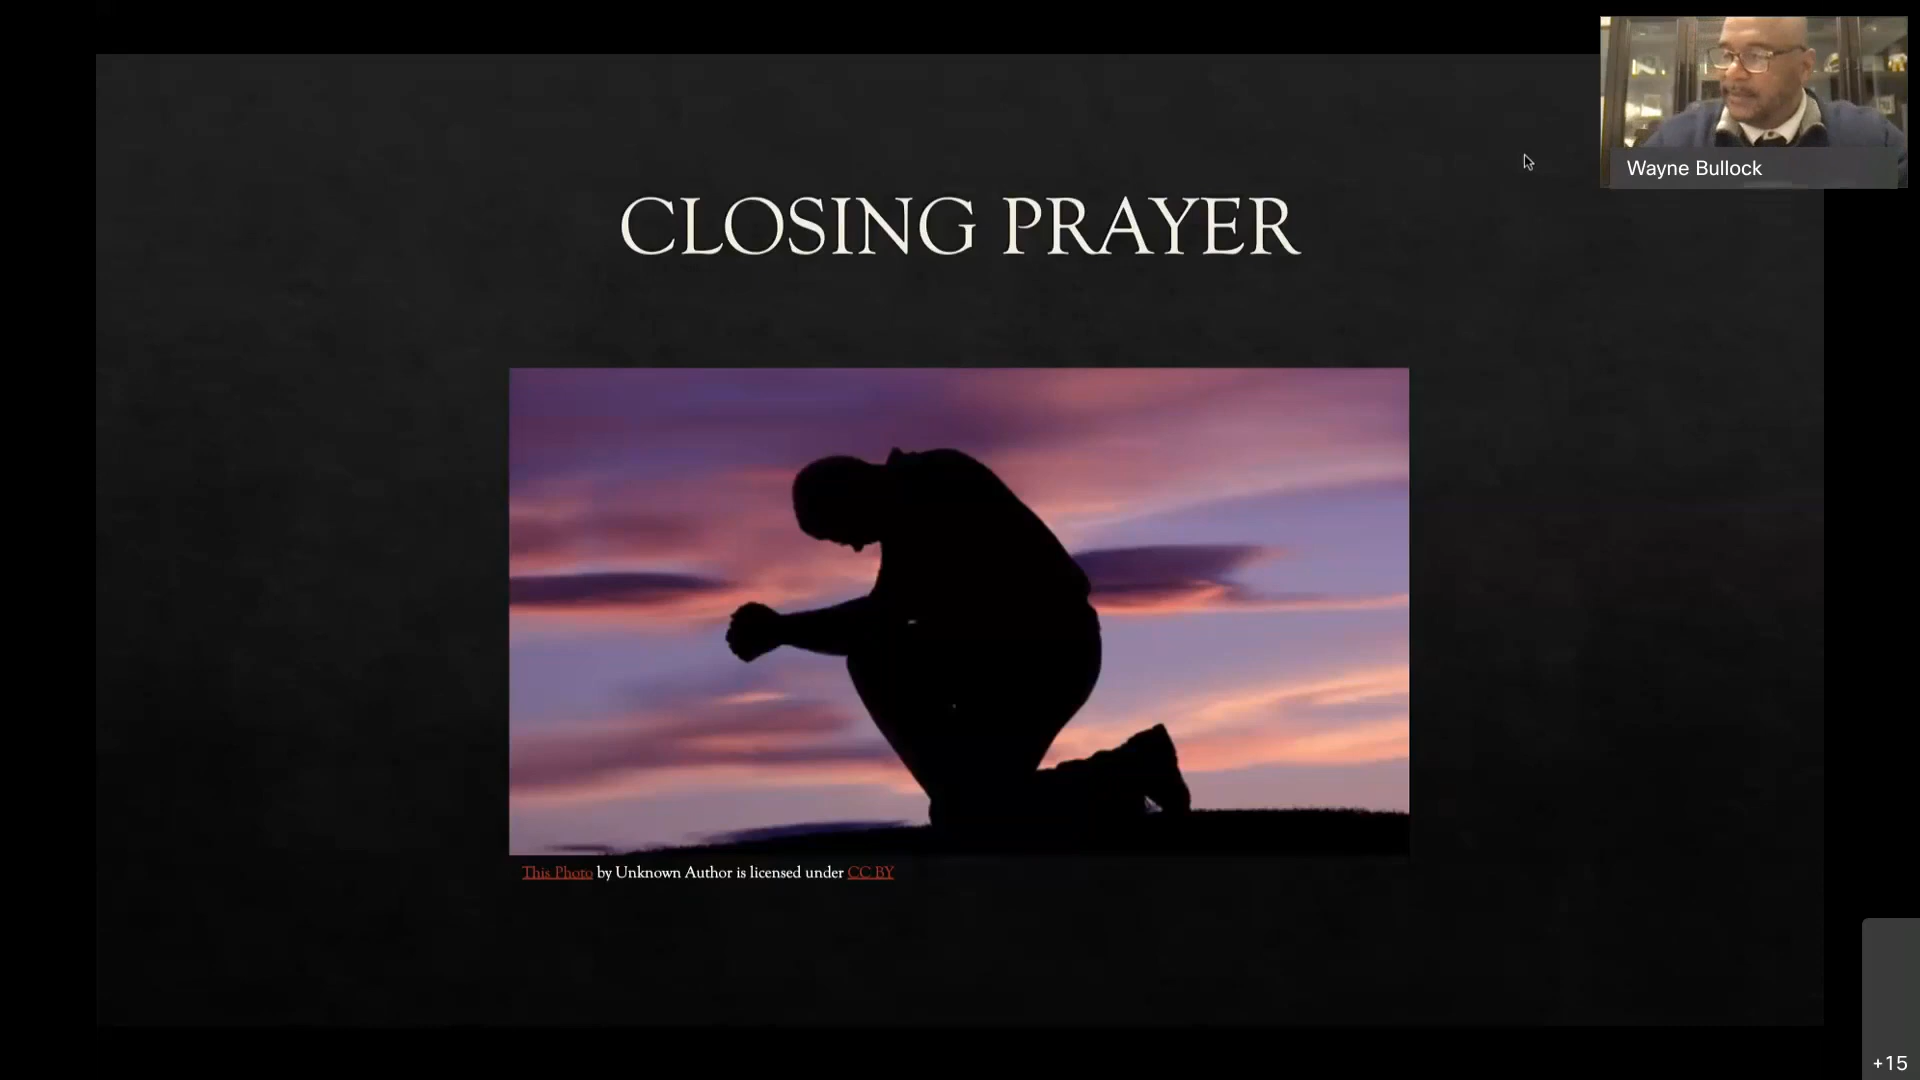 Wayne Bullock
CLOSING PRAYER
This Photo by Unknown Author is licensed under CC BY
+15